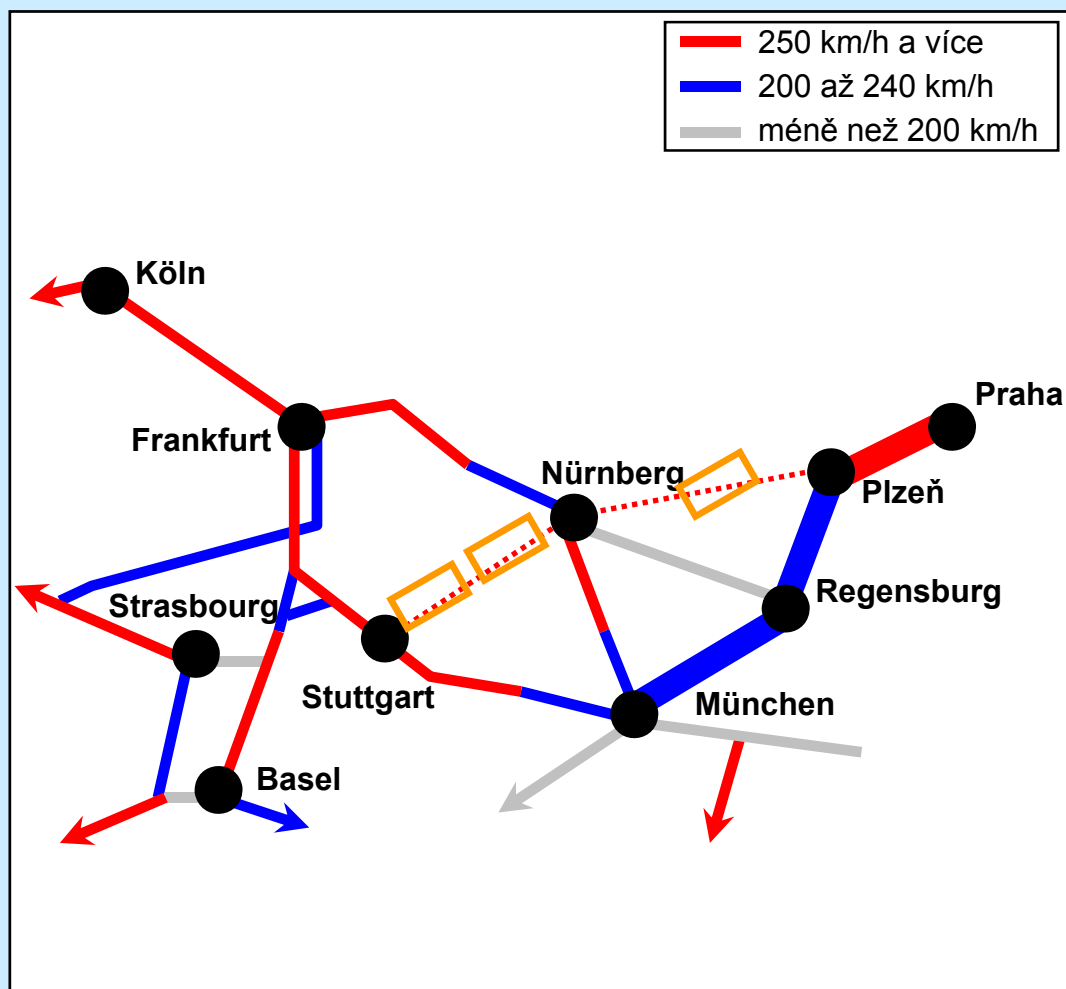 250 km/h a více
200 až 240 km/h
méně než 200 km/h
Köln
Praha
Frankfurt
Nürnberg
Plzeň
Regensburg
Strasbourg
Stuttgart
München
Basel